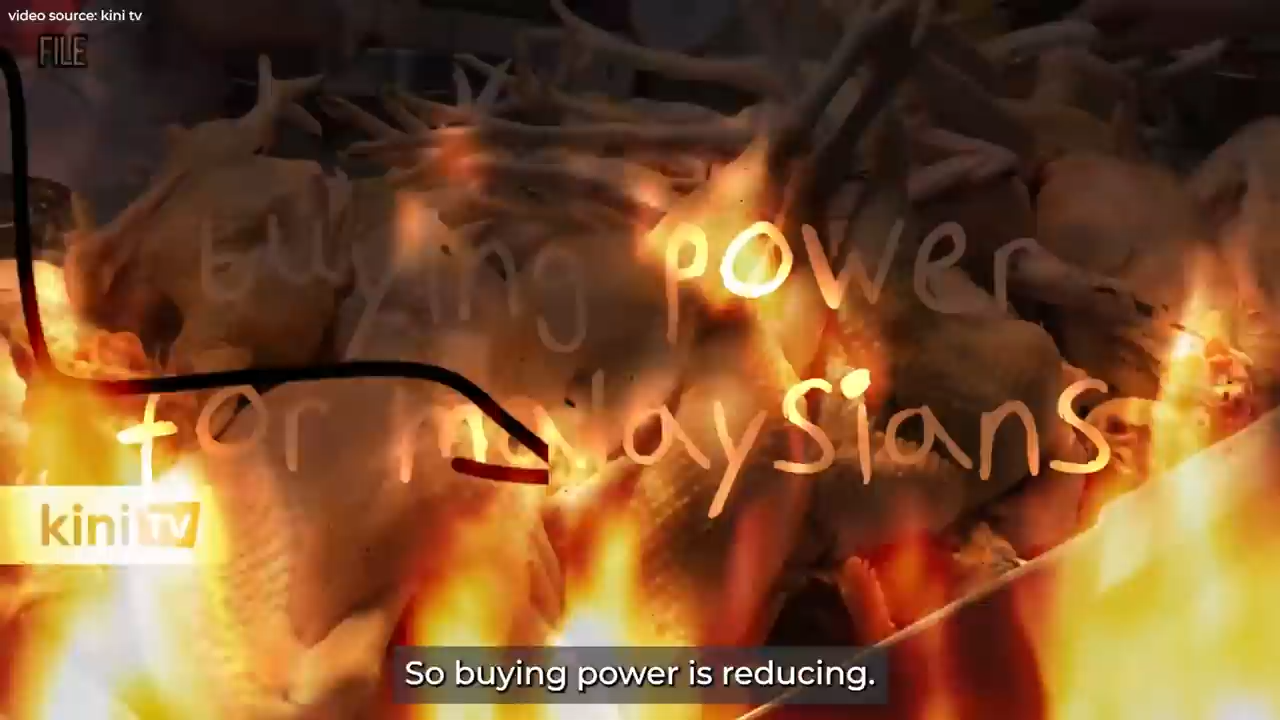 video source: kini tv
FILE
buying power
for malaysians
kini TV
So buying power is reducing.